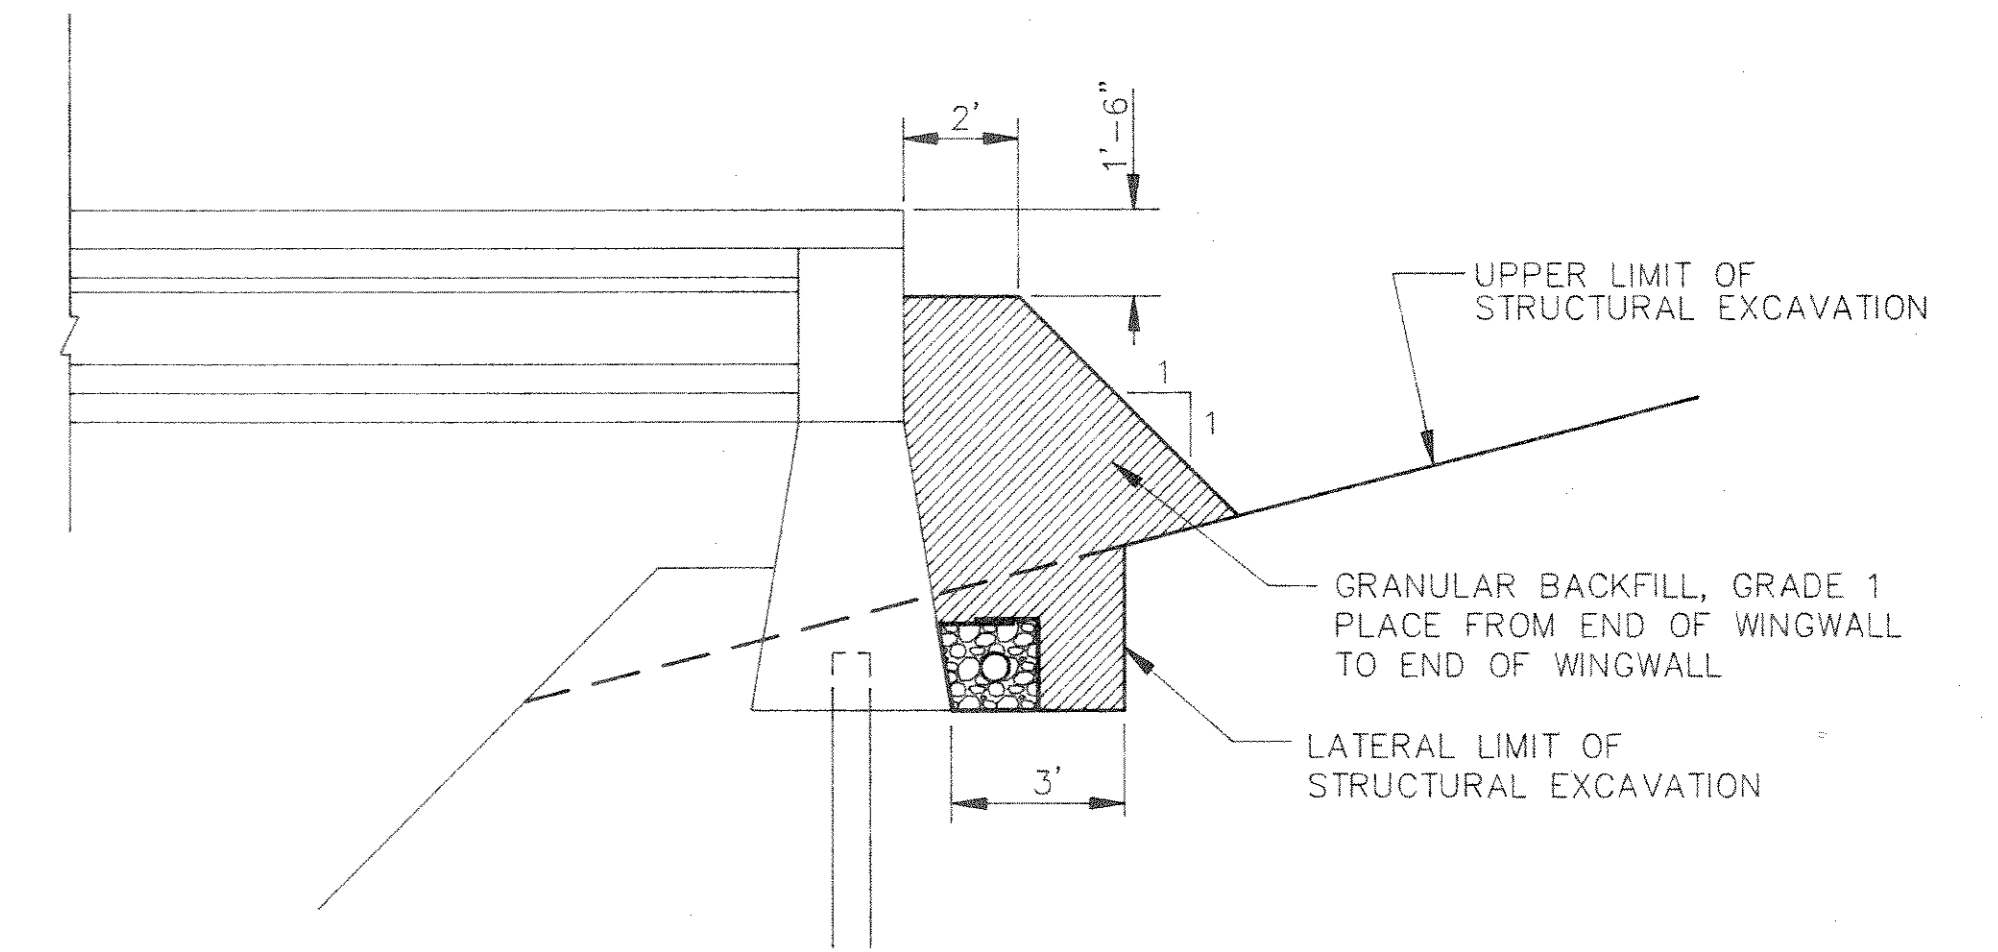 2'
1'-6"
UPPER LIMIT OF
STRUCTURAL EXCAVATION
1
1
GRANULAR BACKFILL, GRADE 1
PLACE FROM END OF WINGWALL
TO END OF WINGWALL
LATERAL LIMIT OF
STRUCTURAL EXCAVATION
3'